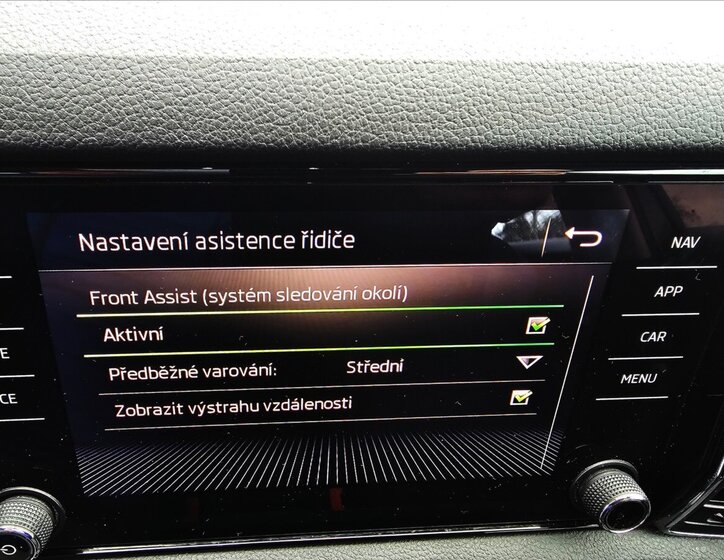 Nastavení asistence řidiče
NAV
Front Assist (systém sledování okolí)
APP
Aktivní
CAR
E
Předběžné varování: Střední
MENU
Zobrazit výstrahu vzdálenosti
CE